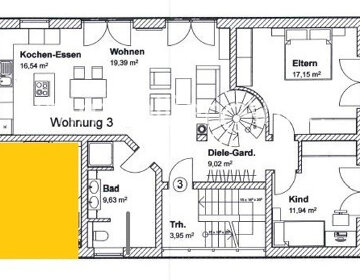 Kochen-Essen
16,54 m²
Wohnen
19,39 m²
Eltern
17,15 m²
Wohnung 3
Diele-Gard.
9,02 m²
3
Bad
9,63 m²
Kind
11,94 m²
Trh.
3,95 m²